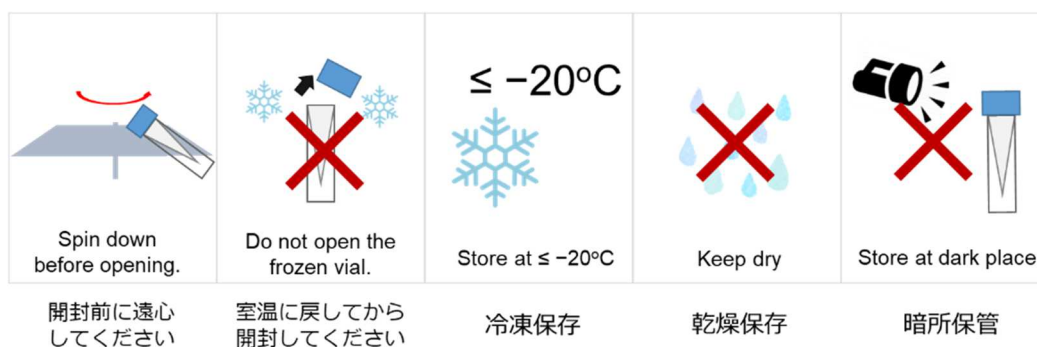 ≤ −20°C
Spin down
before opening.
Do not open the
frozen vial.
Store at ≤ −20°C
Keep dry
Store at dark place
開封前に遠心
してください
室温に戻してから
開封してください
冷凍保存
乾燥保存
暗所保管